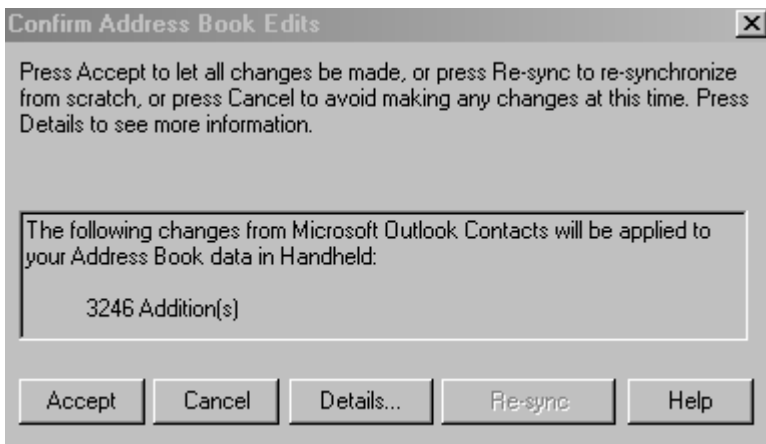 Confirm Address Book Edits
Press Accept to let all changes be made, or press Re-sync to re-synchronize
from scratch, or press Cancel to avoid making any changes at this time. Press
Details to see more information.
The following changes from Microsoft Outlook Contacts will be applied to
your Address Book data in Handheld:
3246 Addition(s)
Accept Cancel Details... Re-sync Help